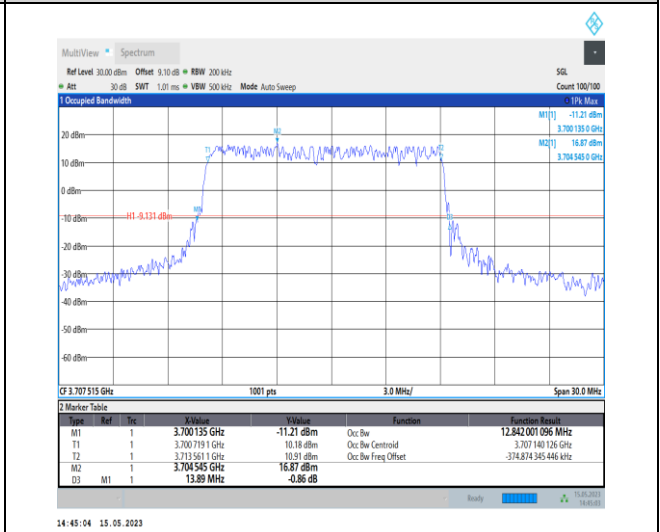 MultiView Spectrum
Ref Level 30.00 dBm Offset 9.10 dB RBW 200 kHz SGL
Att 30 dB SWT 1.01 ms VBW 500 kHz Mode Auto Sweep Count 100/100
1 Occupied Bandwidth 1Pk Max
M1[1] -11.21 dBm
3.700 135 0 GHz
M2[1] 16.87 dBm
3.704 545 0 GHz
M2
T1
20 dBm
10 dBm
0 dBm
M1
H1 -9.131 dBm
-10 dBm
-20 dBm
-30 dBm
-40 dBm
-50 dBm
-60 dBm
CF 3.707 515 GHz 1001 pts 3.0 MHz/ Span 30.0 MHz
2 Marker Table
Type Ref Trc X-Value Y-Value Function Function Result
M1 1 3.700 135 GHz -11.21 dBm Occ Bw 12.842 001 096 MHz
T1 1 3.700 719 1 GHz 10.18 dBm Occ Bw Centroid 3.707 140 126 GHz
T2 1 3.713 561 1 GHz 10.91 dBm Occ Bw Freq Offset -374.874 345 446 kHz
M2 1 3.704 545 GHz 16.87 dBm
D3 M1 1 13.89 MHz -0.86 dB
Ready 15.05.2023
14:45:03
14:45:04 15.05.2023